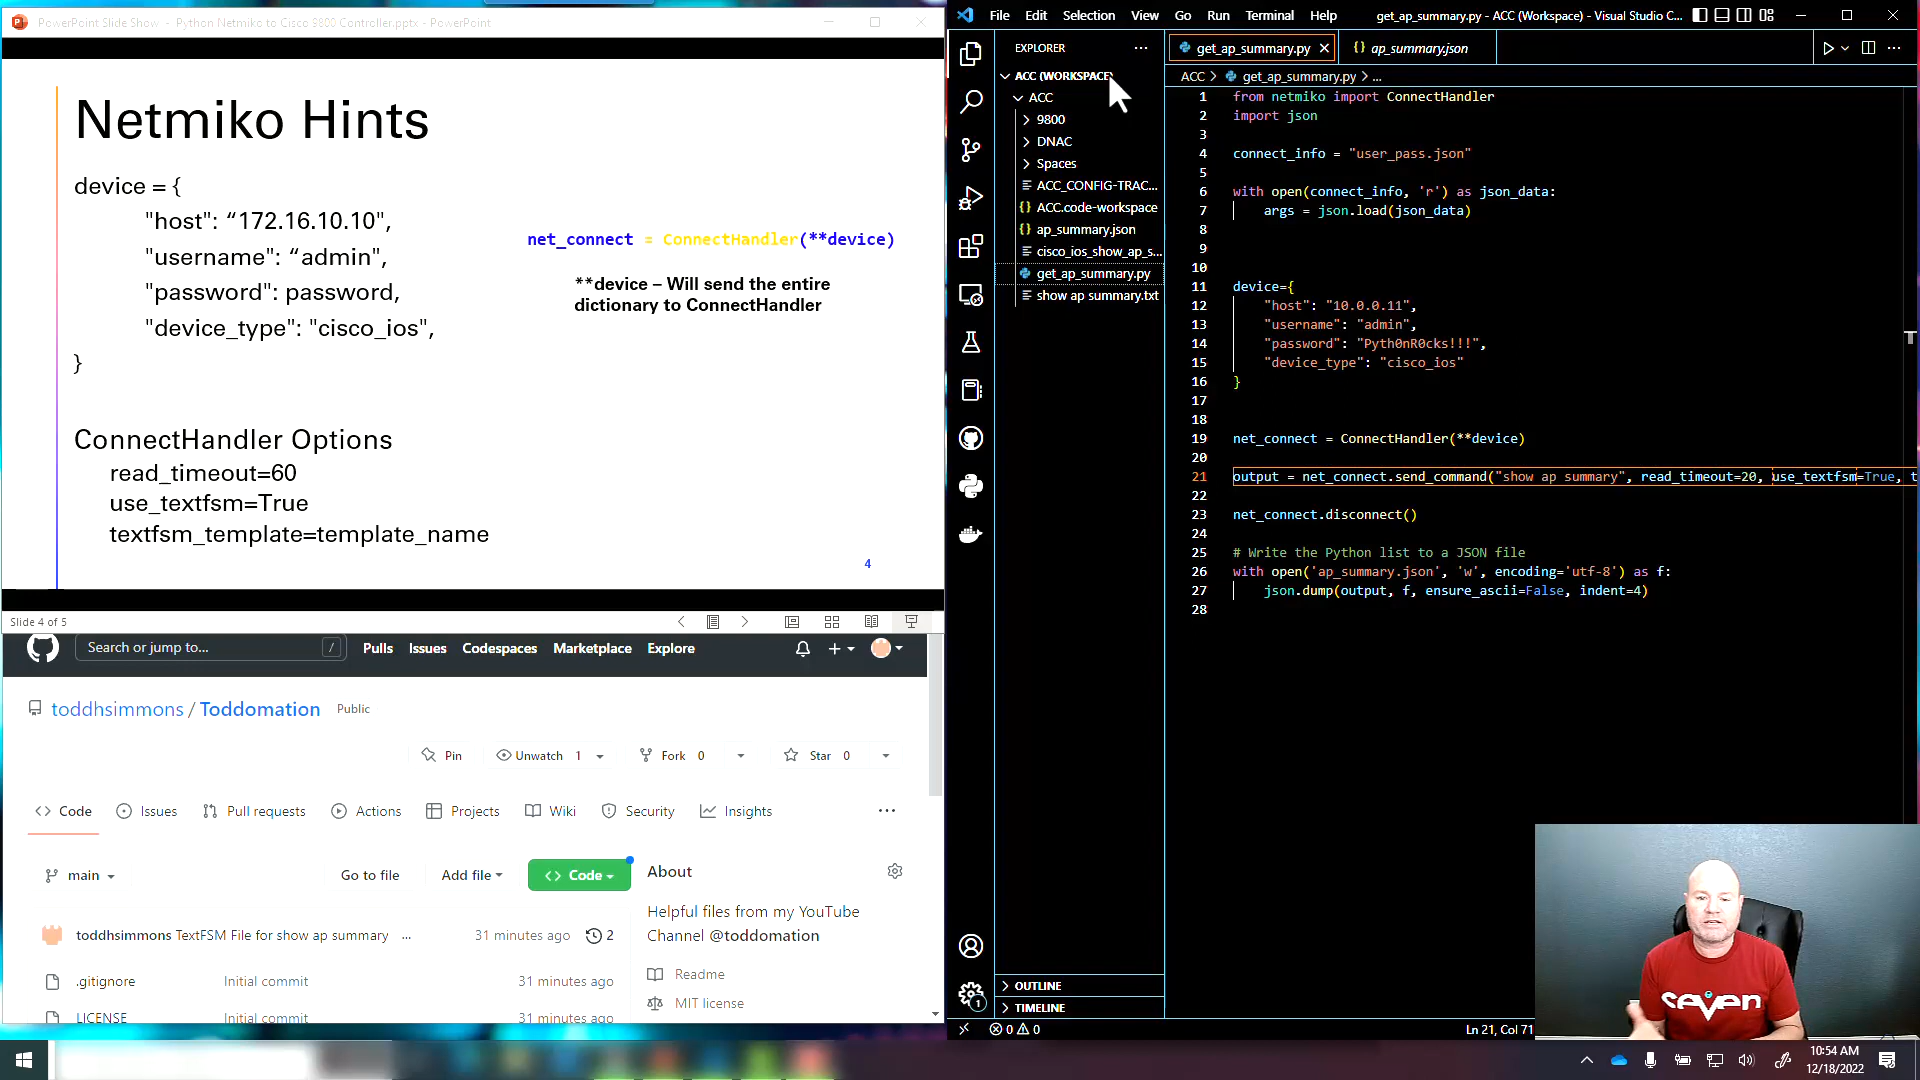 PowerPoint Slide Show - Python Netmiko to Cisco 9800 Controller.pptx - PowerPoint
Netmiko Hints
device = {
"host": “172.16.10.10",
"username": “admin",
"password": password,
"device_type": "cisco_ios",
}
net_connect = ConnectHandler(**device)
**device – Will send the entire
dictionary to ConnectHandler
ConnectHandler Options
read_timeout=60
use_textfsm=True
textfsm_template=template_name
4
Slide 4 of 5
Search or jump to... /
Pulls Issues Codespaces Marketplace Explore
toddhsimmons / Toddomation Public
Pin Unwatch 1 Fork 0 Star 0
Code Issues Pull requests Actions Projects Wiki Security Insights
main Go to file Add file Code
About
Helpful files from my YouTube
Channel @toddomation
Readme
MIT license
toddhsimmons TextFSM File for show ap summary ... 31 minutes ago 2
.gitignore Initial commit 31 minutes ago
LICENSE Initial commit 31 minutes ago
File Edit Selection View Go Run Terminal Help get_ap_summary.py - ACC (Workspace) - Visual Studio C...
EXPLORER
ACC (WORKSPACE)
ACC
9800
DNAC
Spaces
ACC_CONFIG-TRAC...
ACC.code-workspace
ap_summary.json
cisco_ios_show_ap_s...
get_ap_summary.py
show ap summary.txt
OUTLINE
TIMELINE
get_ap_summary.py ap_summary.json
ACC > get_ap_summary.py > ...
1 from netmiko import ConnectHandler
2 import json
3
4 connect_info = "user_pass.json"
5
6 with open(connect_info, 'r') as json_data:
7 args = json.load(json_data)
8
9
10
11 device={
12 "host": "10.0.0.11",
13 "username": "admin",
14 "password": "Pyth0nR0cks!!!",
15 "device_type": "cisco_ios"
16 }
17
18
19 net_connect = ConnectHandler(**device)
20
21 output = net_connect.send_command("show ap summary", read_timeout=20, use_textfsm=True, t
22
23 net_connect.disconnect()
24
25 # Write the Python list to a JSON file
26 with open('ap_summary.json', 'w', encoding='utf-8') as f:
27 json.dump(output, f, ensure_ascii=False, indent=4)
28
1
0 0
Ln 21, Col 71
seven
10:54 AM
12/18/2022